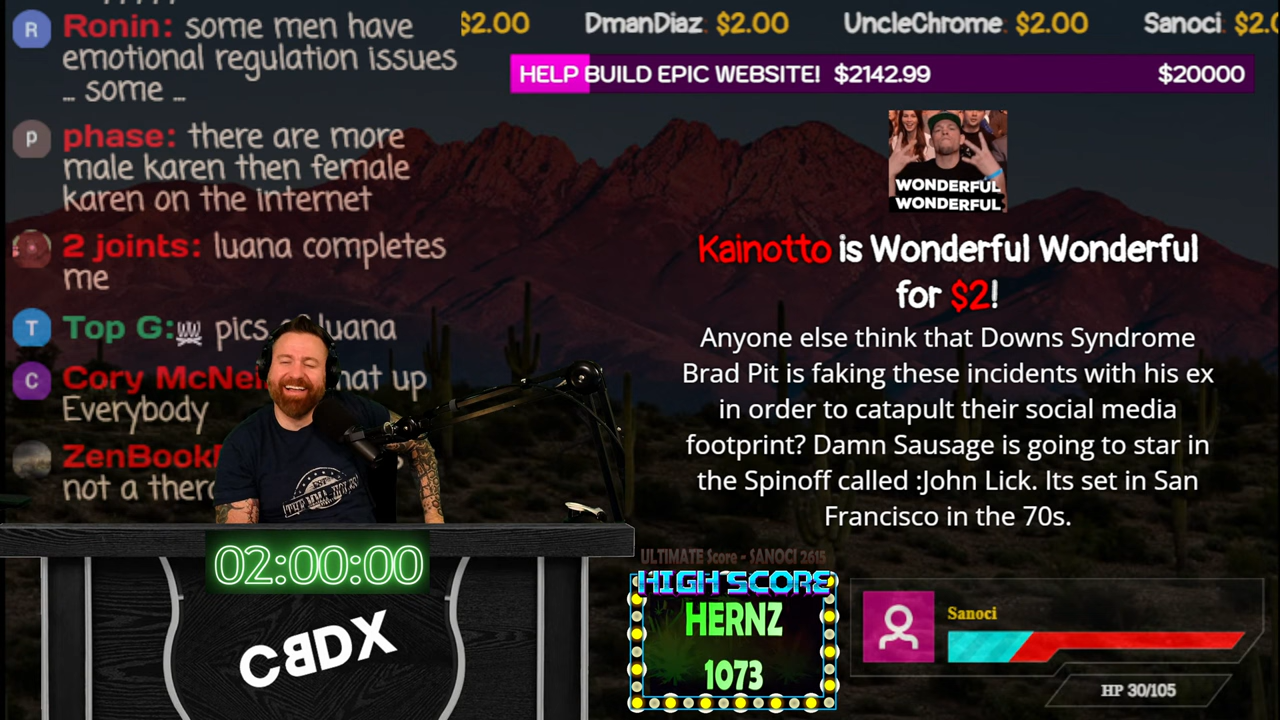 Ronin: some men have
emotional regulation issues
... some ...
phase: there are more
male karen then female
karen on the internet
2 joints: luana completes
me
Top G: pics luana
Cory up
Everybody
not a
$2.00 DmanDiaz: $2.00 UncleChrome: $2.00 Sanoci:
HELP BUILD EPIC WEBSITE! $2142.99 $20000
WONDERFUL
WONDERFUL
Kainotto is Wonderful Wonderful
for $2!
Anyone else think that Downs Syndrome
Brad Pit is faking these incidents with his ex
in order to catapult their social media
footprint? Damn Sausage is going to star in
the Spinoff called :John Lick. Its set in San
Francisco in the 70s.
02:00:00
CBDX
ULTIMATE Score - SANOCI 2615
HIGH SCORE
HERNZ
1073
Sanoci
HP 30/105